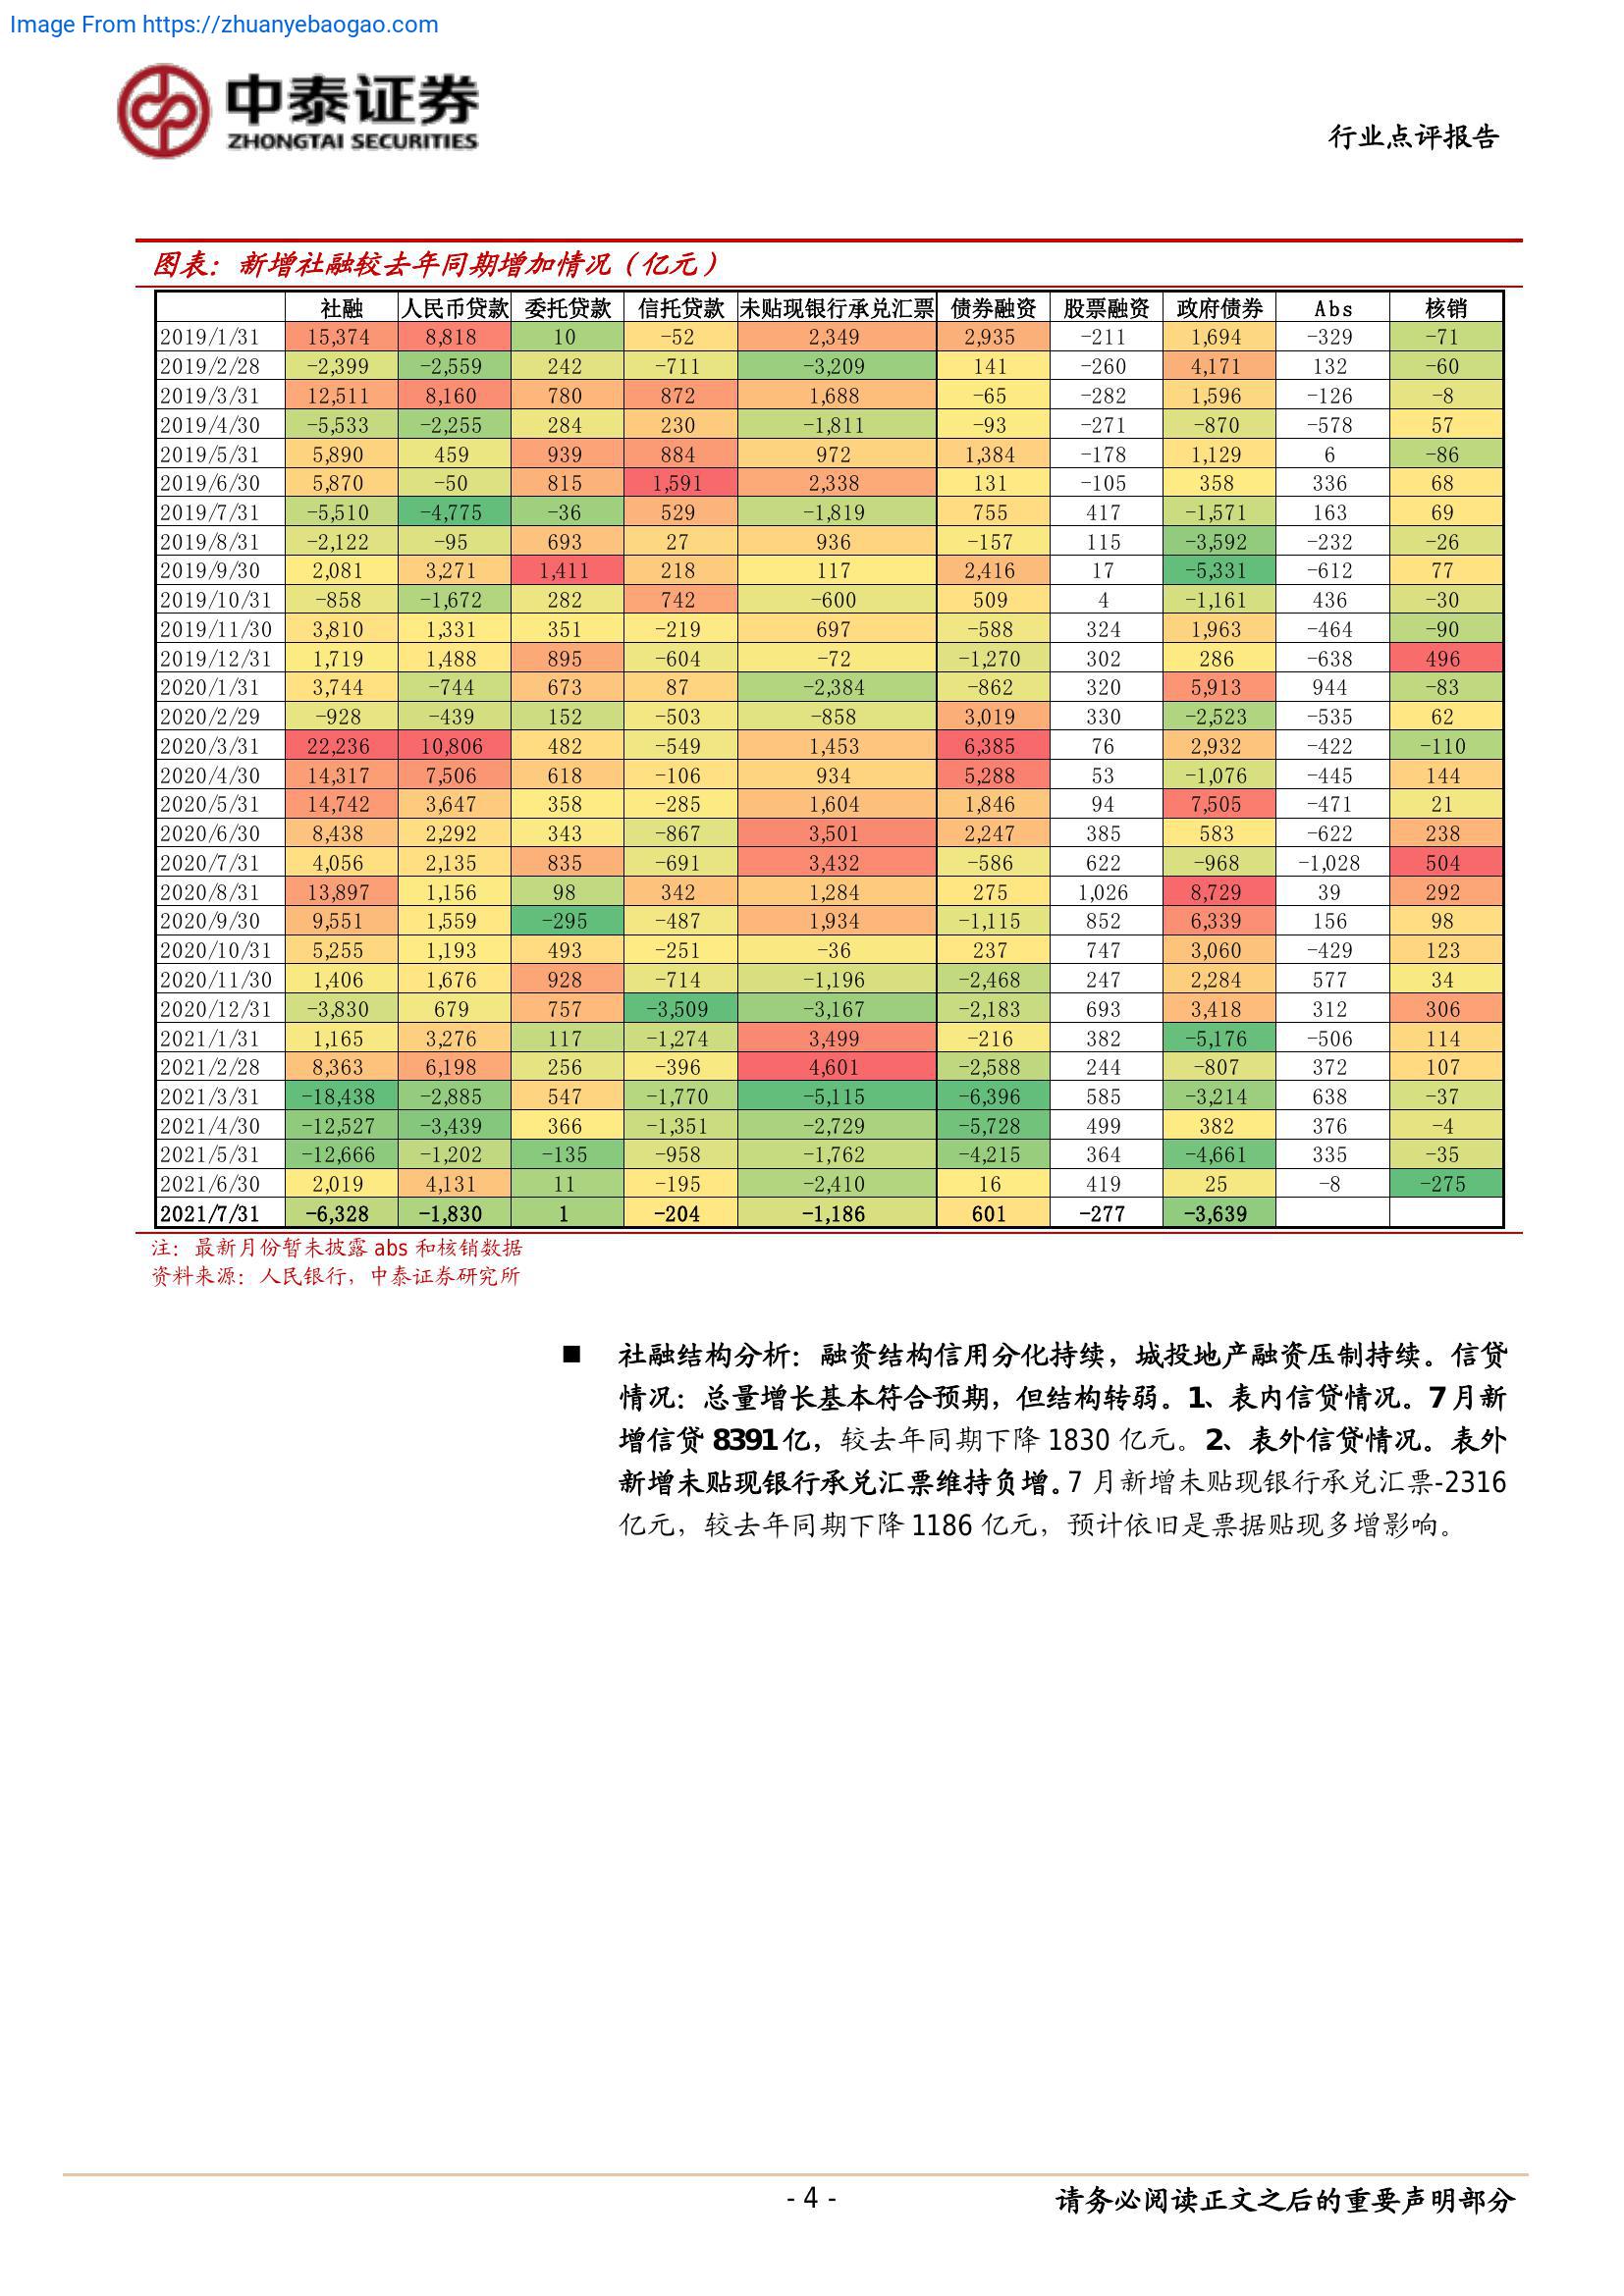 Image From https://zhuanyebaogao.com
中泰证券
ZHONGTAI SECURITIES
行业点评报告
图表：新增社融较去年同期增加情况（亿元）
社融 人民币贷款 委托贷款 信托贷款 未贴现银行承兑汇票 债券融资 股票融资 政府债券 Abs 核销
2019/1/31 15,374 8,818 10 -52 2,349 2,935 -211 1,694 -329 -71
2019/2/28 -2,399 -2,559 242 -711 -3,209 141 -260 4,171 132 -60
2019/3/31 12,511 8,160 780 872 1,688 -65 -282 1,596 -126 -8
2019/4/30 -5,533 -2,255 284 230 -1,811 -93 -271 -870 -578 57
2019/5/31 5,890 459 939 884 972 1,384 -178 1,129 6 -86
2019/6/30 5,870 -50 815 1,591 2,338 131 -105 358 336 68
2019/7/31 -5,510 -4,775 -36 529 -1,819 755 417 -1,571 163 69
2019/8/31 -2,122 -95 693 27 936 -157 115 -3,592 -232 -26
2019/9/30 2,081 3,271 1,411 218 117 2,416 17 -5,331 -612 77
2019/10/31 -858 -1,672 282 742 -600 509 4 -1,161 436 -30
2019/11/30 3,810 1,331 351 -219 697 -588 324 1,963 -464 -90
2019/12/31 1,719 1,488 895 -604 -72 -1,270 302 286 -638 496
2020/1/31 3,744 -744 673 87 -2,384 -862 320 5,913 944 -83
2020/2/29 -928 -439 152 -503 -858 3,019 330 -2,523 -535 62
2020/3/31 22,236 10,806 482 -549 1,453 6,385 76 2,932 -422 -110
2020/4/30 14,317 7,506 618 -106 934 5,288 53 -1,076 -445 144
2020/5/31 14,742 3,647 358 -285 1,604 1,846 94 7,505 -471 21
2020/6/30 8,438 2,292 343 -867 3,501 2,247 385 583 -622 238
2020/7/31 4,056 2,135 835 -691 3,432 -586 622 -968 -1,028 504
2020/8/31 13,897 1,156 98 342 1,284 275 1,026 8,729 39 292
2020/9/30 9,551 1,559 -295 -487 1,934 -1,115 852 6,339 156 98
2020/10/31 5,255 1,193 493 -251 -36 237 747 3,060 -429 123
2020/11/30 1,406 1,676 928 -714 -1,196 -2,468 247 2,284 577 34
2020/12/31 -3,830 679 757 -3,509 -3,167 -2,183 693 3,418 312 306
2021/1/31 1,165 3,276 117 -1,274 3,499 -216 382 -5,176 -506 114
2021/2/28 8,363 6,198 256 -396 4,601 -2,588 244 -807 372 107
2021/3/31 -18,438 -2,885 547 -1,770 -5,115 -6,396 585 -3,214 638 -37
2021/4/30 -12,527 -3,439 366 -1,351 -2,729 -5,728 499 382 376 -4
2021/5/31 -12,666 -1,202 -135 -958 -1,762 -4,215 364 -4,661 335 -35
2021/6/30 2,019 4,131 11 -195 -2,410 16 419 25 -8 -275
2021/7/31 -6,328 -1,830 1 -204 -1,186 601 -277 -3,639
注：最新月份暂未披露 abs 和核销数据
资料来源：人民银行，中泰证券研究所
■ 社融结构分析：融资结构信用分化持续，城投地产融资压制持续。信贷
情况：总量增长基本符合预期，但结构转弱。1、表内信贷情况。7 月新
增信贷 8391 亿，较去年同期下降 1830 亿元。2、表外信贷情况。表外
新增未贴现银行承兑汇票维持负增。7 月新增未贴现银行承兑汇票-2316
亿元，较去年同期下降 1186 亿元，预计依旧是票据贴现多增影响。
- 4 -
请务必阅读正文之后的重要声明部分